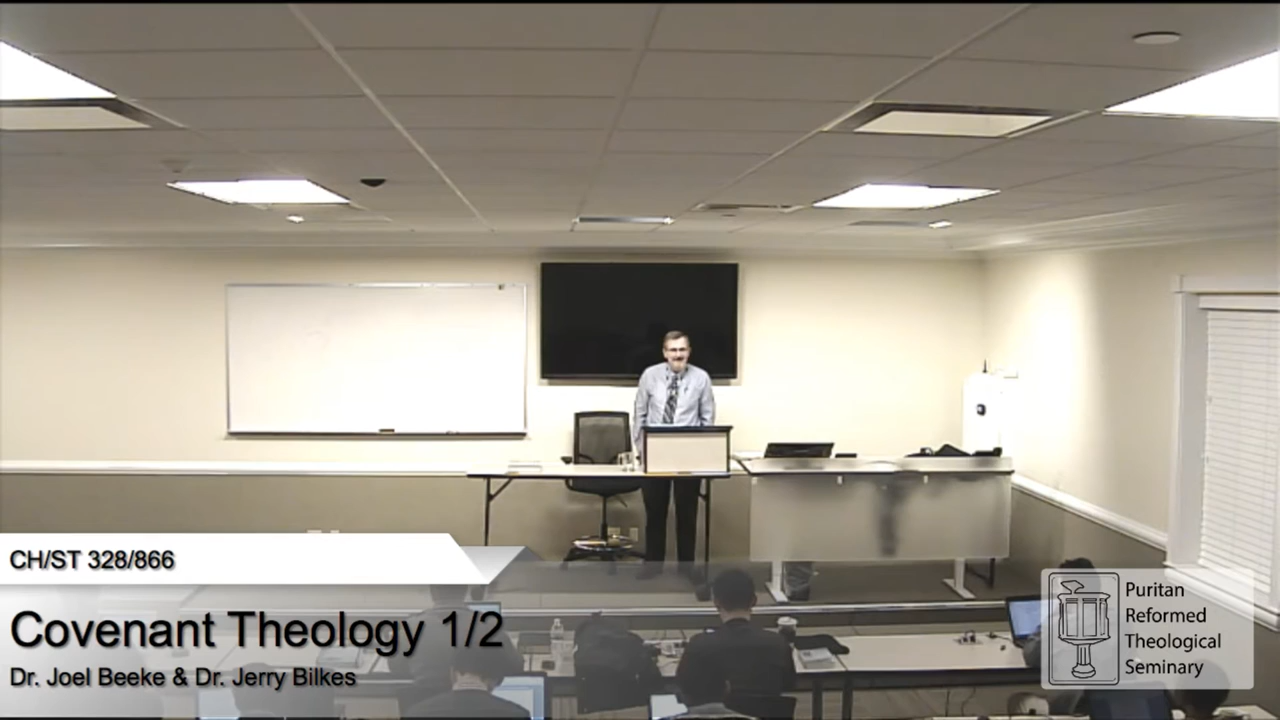 CH/ST 328/866
Covenant Theology 1/2
Dr. Joel Beeke & Dr. Jerry Bilkes
Puritan
Reformed
Theological
Seminary